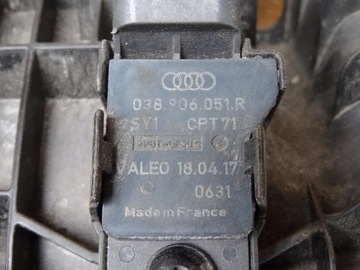 038.906.051.R
SY1 CPT71
VALEO 18.04.17
0631
Made in France